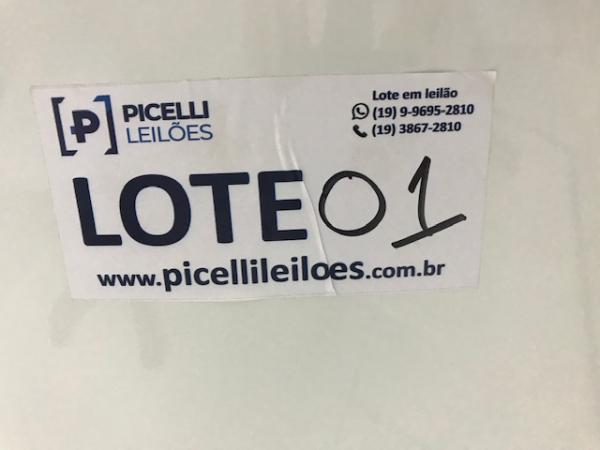 PICELLI
LEILÕES
Lote em leilão
(19) 9-9695-2810
(19) 3867-2810
LOTE 01
www.picellileiloes.com.br